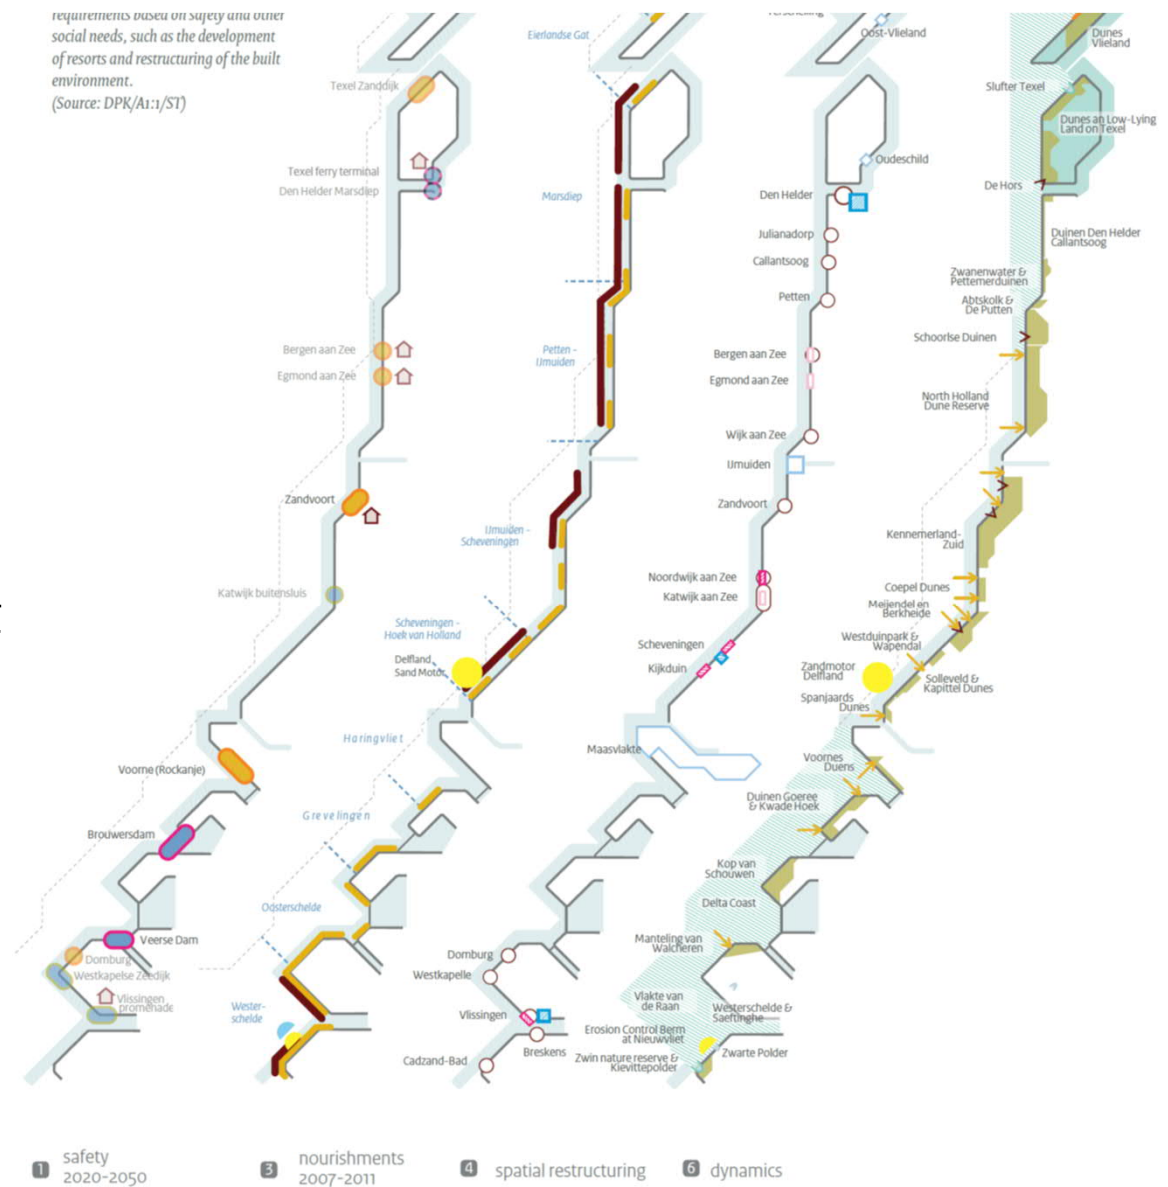 requirements based on safety and other
social needs, such as the development
of resorts and restructuring of the built
environment.
(Source: DPK/A1:1/ST)
Texel Zanddijk
Texel ferry terminal
Den Helder Marsdiep
Bergen aan Zee
Egmond aan Zee
Zandvoort
Katwijk buitensluis
Voorne (Rockanje)
Brouwersdam
Veerse Dam
Domburg
Westkapelse Zeedijk
Vlissingen
promenade
Eierlandse Gat
Marsdiep
Petten -
IJmuiden
IJmuiden -
Scheveningen
Scheveningen -
Hoek van Holland
Delfland
Sand Motor
Haringvliet
Grevelingen
Oosterschelde
Wester-
schelde
Oost-Vlieland
Oudeschild
Den Helder
Julianadorp
Callantsoog
Petten
Bergen aan Zee
Egmond aan Zee
Wijk aan Zee
IJmuiden
Zandvoort
Noordwijk aan Zee
Katwijk aan Zee
Scheveningen
Kijkduin
Maasvlakte
Domburg
Westkapelle
Vlissingen
Breskens
Cadzand-Bad
Dunes
Vlieland
Slufter Texel
Dunes an Low-Lying
Land on Texel
De Hors
Duinen Den Helder
Callantsoog
Zwanenwater &
Pettemerduinen
Abtskolk &
De Putten
Schoorlse Duinen
North Holland
Dune Reserve
Kennemerland-
Zuid
Coepel Dunes
Meijendel en
Berkheide
Westduinpark &
Wapendal
Zandmotor
Delfland
Solleveld &
Kapittel Dunes
Spanjaards
Dunes
Voornes
Duens
Duinen Goeree
& Kwade Hoek
Kop van
Schouwen
Delta Coast
Manteling van
Walcheren
Vlakte van
de Raan
Westerschelde &
Saeftinghe
Erosion Control Berm
at Nieuwvliet
Zwarte Polder
Zwin nature reserve &
Kievittepolder
1 safety
2020-2050
3 nourishments
2007-2011
4 spatial restructuring
6 dynamics